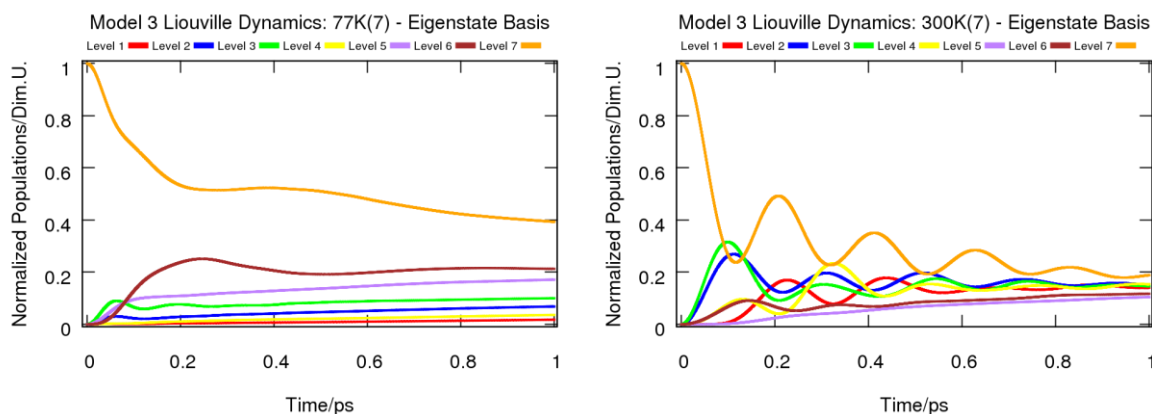 Model 3 Liouville Dynamics: 77K(7) - Eigenstate Basis
Level 1 Level 2 Level 3 Level 4 Level 5 Level 6 Level 7
Normalized Populations/Dim.U.
1
0.8
0.6
0.4
0.2
0
0 0.2 0.4 0.6 0.8 1
Time/ps
Model 3 Liouville Dynamics: 300K(7) - Eigenstate Basis
Level 1 Level 2 Level 3 Level 4 Level 5 Level 6 Level 7
Normalized Populations/Dim.U.
1
0.8
0.6
0.4
0.2
0
0 0.2 0.4 0.6 0.8 1
Time/ps